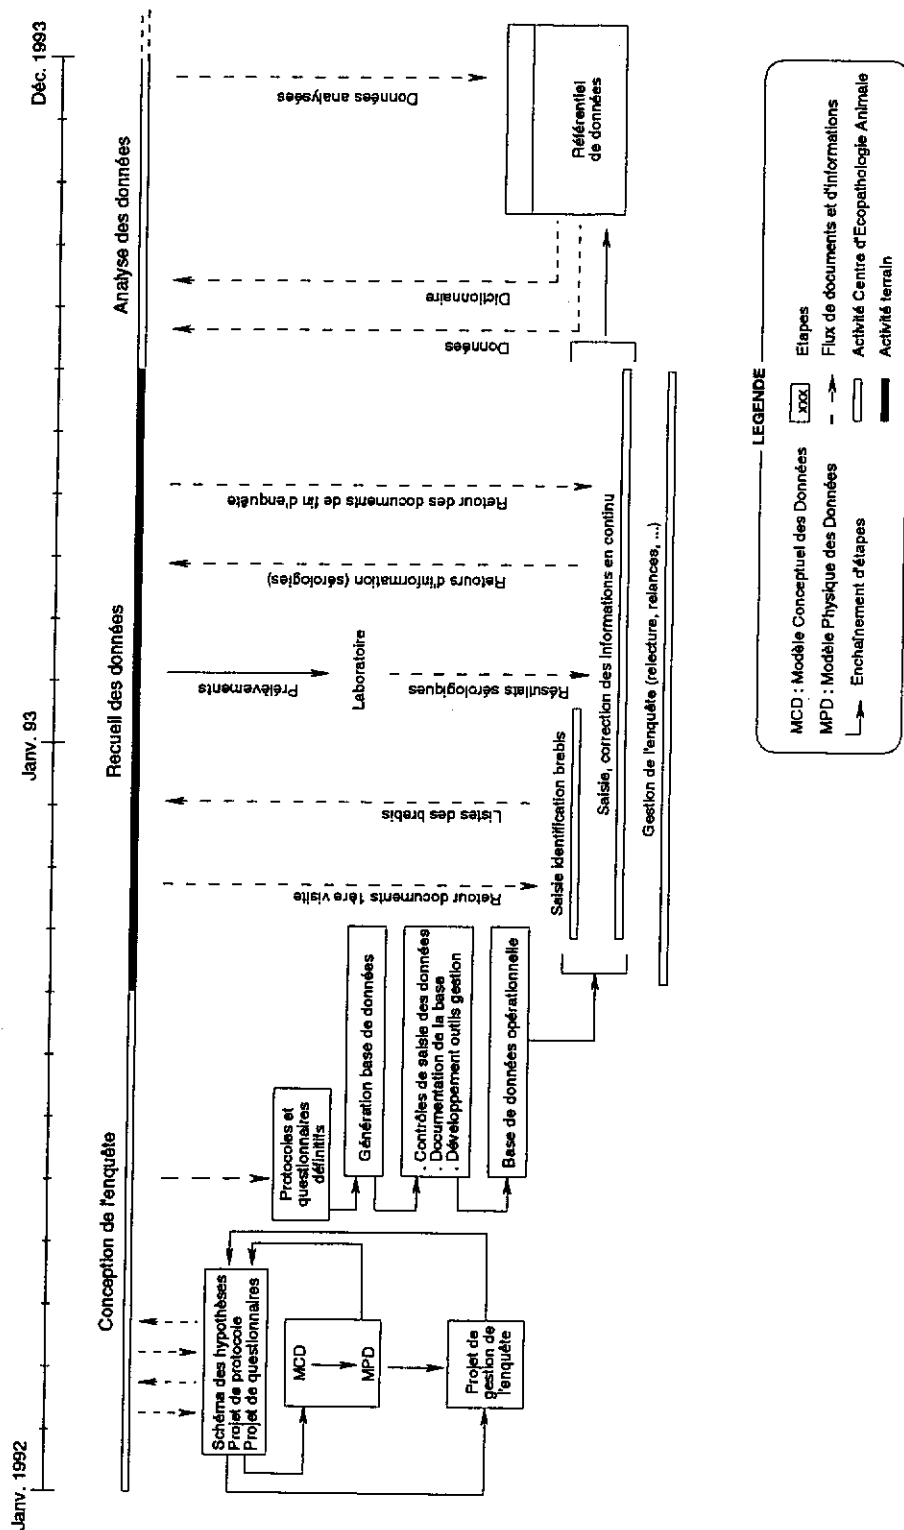 Janv. 1992
Janv. 93
Déc. 1993
Conception de l'enquête
Recueil des données
Analyse des données
Schéma des hypothèses
Projet de protocole
Projet de questionnaires
MCD
MPD
Projet de
gestion de
l'enquête
Protocoles et
questionnaires
définitifs
Génération base de données
. Contrôles de saisie des données
. Documentation de la base
. Développement outils gestion
Base de données opérationnelle
Retour documents 1ère visite
Listes des brebis
Prélèvements
Laboratoire
Résultats sérologiques
Retours d'information (sérologies)
Retour des documents de fin d'enquête
Saisie identification brebis
Saisie, correction des informations en continu
Gestion de l'enquête (relecture, relances, ...)
Données
Dictionnaire
Données analysées
Référentiel
de données
LEGENDE
MCD : Modèle Conceptuel des Données
MPD : Modèle Physique des Données
Enchaînement d'étapes
xxx
Etapes
Flux de documents et d'informations
Activité Centre d'Ecopathologie Animale
Activité terrain